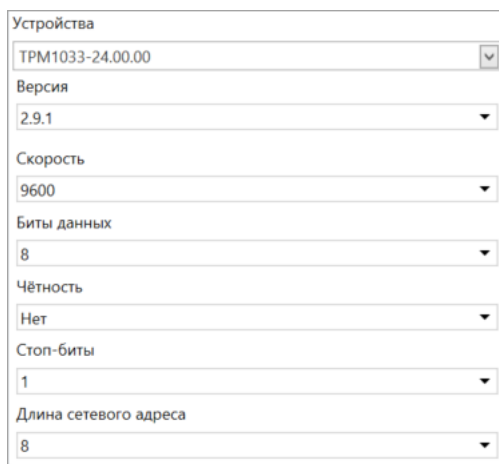 Устройства
ТРМ1033-24.00.00
Версия
2.9.1
Скорость
9600
Биты данных
8
Чётность
Нет
Стоп-биты
1
Длина сетевого адреса
8